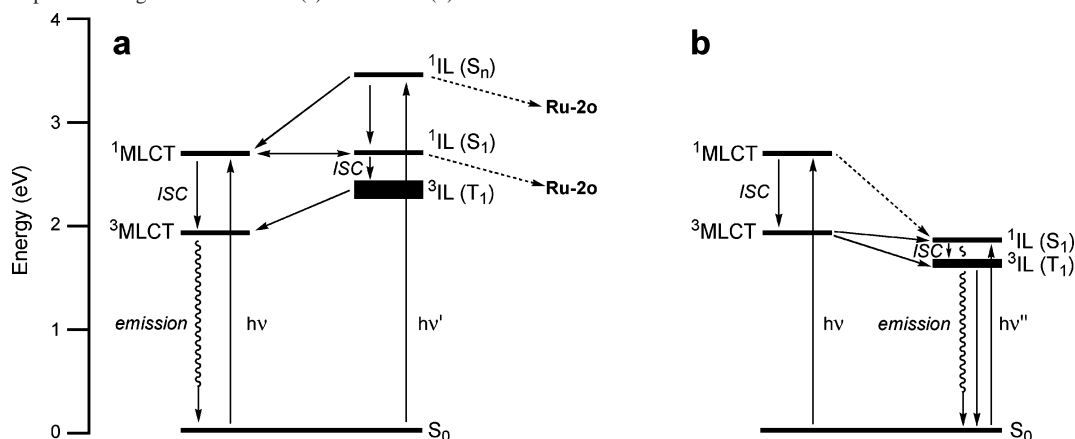 4
3
2
1
0
Energy (eV)
a
¹IL (Sₙ)
Ru-2o
¹MLCT
¹IL (S₁)
ISC
ISC
Ru-2o
³IL (T₁)
³MLCT
emission
hν
hν'
S₀
b
¹MLCT
ISC
³MLCT
¹IL (S₁)
ISC
³IL (T₁)
hν
emission
hν"
S₀